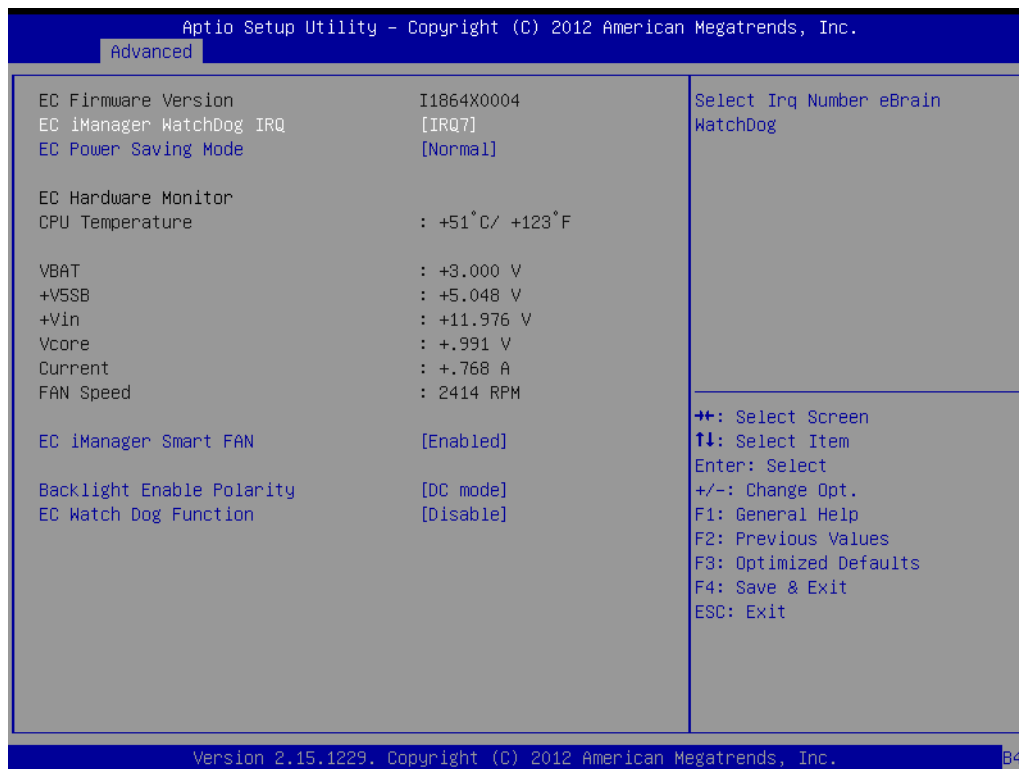 Aptio Setup Utility – Copyright (C) 2012 American Megatrends, Inc.
Advanced
EC Firmware Version I1864X0004
EC iManager WatchDog IRQ [IRQ7]
EC Power Saving Mode [Normal]
EC Hardware Monitor
CPU Temperature : +51°C/ +123°F
VBAT : +3.000 V
+V5SB : +5.048 V
+Vin : +11.976 V
Vcore : +.991 V
Current : +.768 A
FAN Speed : 2414 RPM
EC iManager Smart FAN [Enabled]
Backlight Enable Polarity [DC mode]
EC Watch Dog Function [Disable]
Select Irq Number eBrain
WatchDog
→←: Select Screen
↑↓: Select Item
Enter: Select
+/-: Change Opt.
F1: General Help
F2: Previous Values
F3: Optimized Defaults
F4: Save & Exit
ESC: Exit
Version 2.15.1229. Copyright (C) 2012 American Megatrends, Inc.
B4